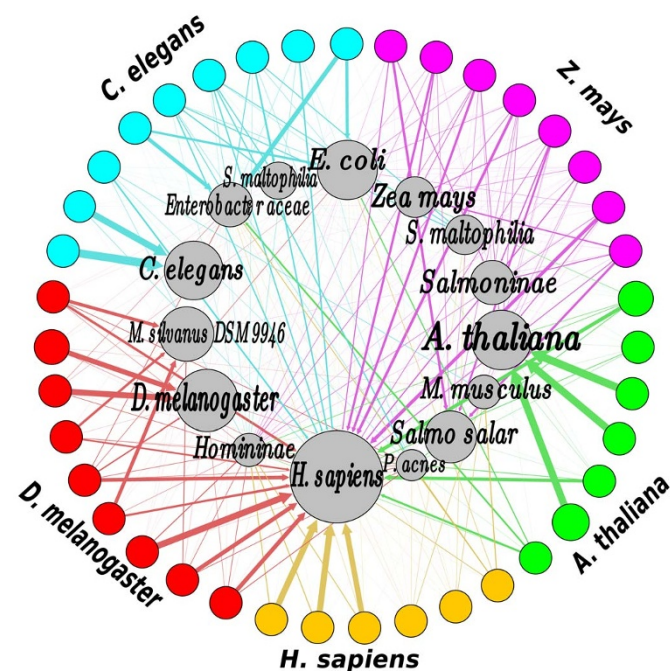 C. elegans
Z. mays
E. coli
S. maltophilia
Enterobacteraceae
Zea mays
S. maltophilia
C. elegans
Salmoninae
M. silvanus DSM 9946
A. thaliana
D. melanogaster
M. musculus
Homininae
Salmo salar
P. acnes
H. sapiens
D. melanogaster
A. thaliana
H. sapiens